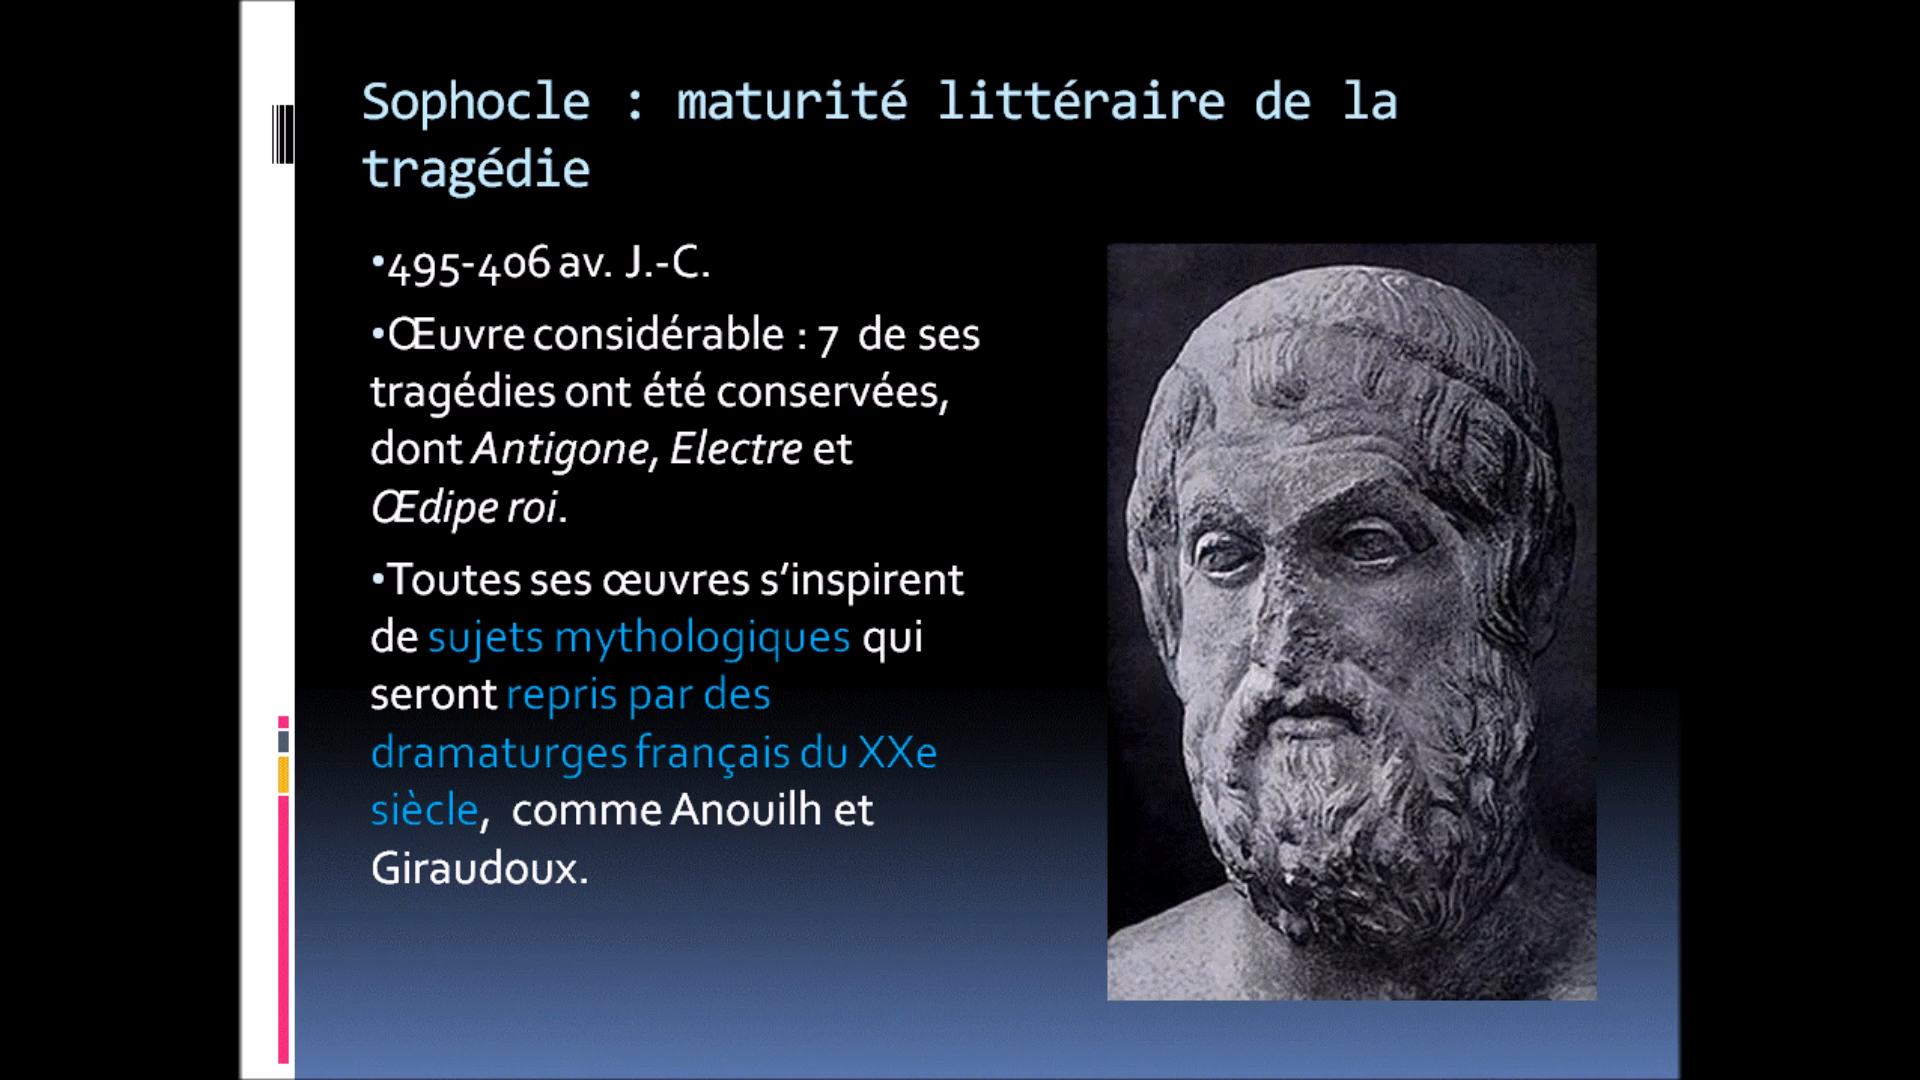 Sophocle : maturité littéraire de la
tragédie
•495-406 av. J.-C.
•Œuvre considérable : 7 de ses
tragédies ont été conservées,
dont Antigone, Electre et
Œdipe roi.
•Toutes ses œuvres s’inspirent
de sujets mythologiques qui
seront repris par des
dramaturges français du XXe
siècle, comme Anouilh et
Giraudoux.